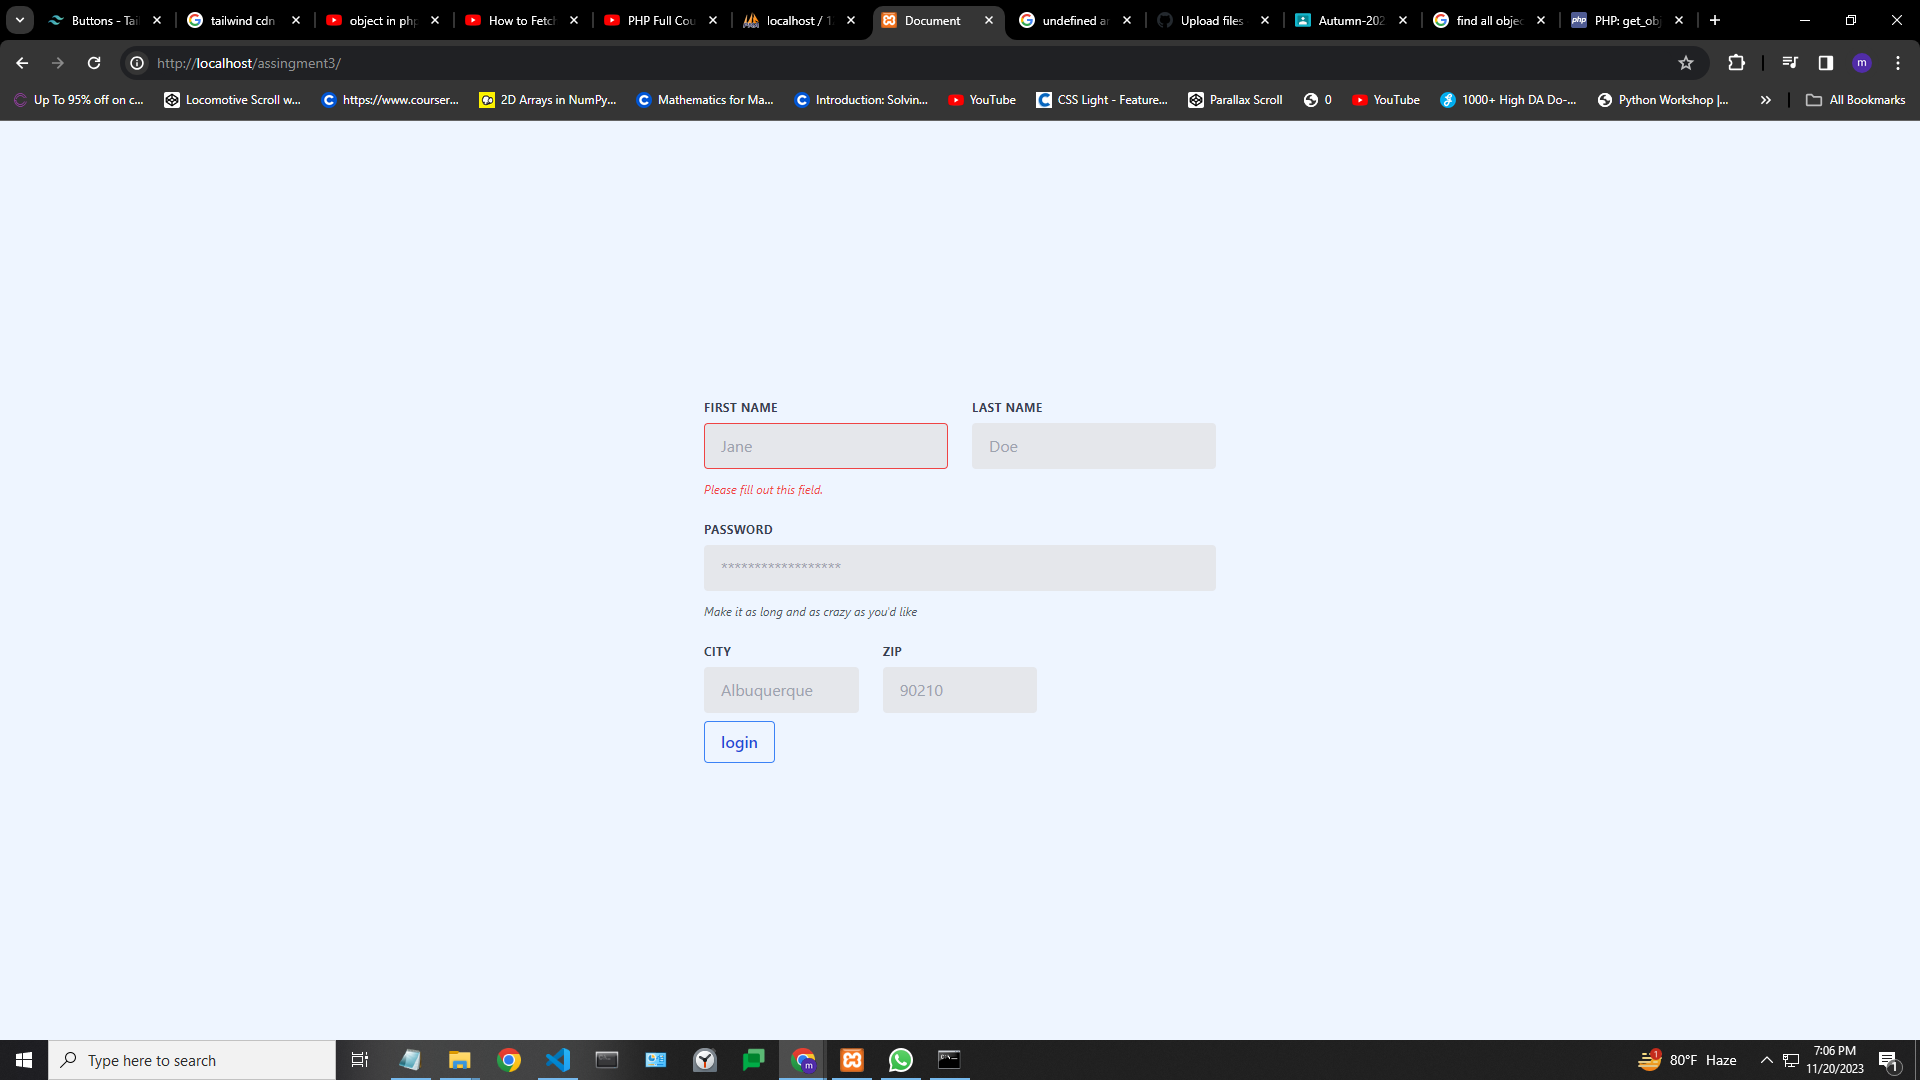 Buttons - Tail
tailwind cdn
object in php
How to Fetch
PHP Full Cou
localhost / 12
Document
undefined ar
Upload files
Autumn-202
find all objec
PHP: get_obj
http://localhost/assingment3/
m
Up To 95% off on c...
Locomotive Scroll w...
https://www.courser...
2D Arrays in NumPy...
Mathematics for Ma...
Introduction: Solvin...
YouTube
CSS Light - Feature...
Parallax Scroll
0
YouTube
1000+ High DA Do-...
Python Workshop |...
All Bookmarks
FIRST NAME
LAST NAME
Jane
Doe
Please fill out this field.
PASSWORD
******************
Make it as long and as crazy as you'd like
CITY
ZIP
Albuquerque
90210
login
Type here to search
80°F Haze
7:06 PM
11/20/2023
1